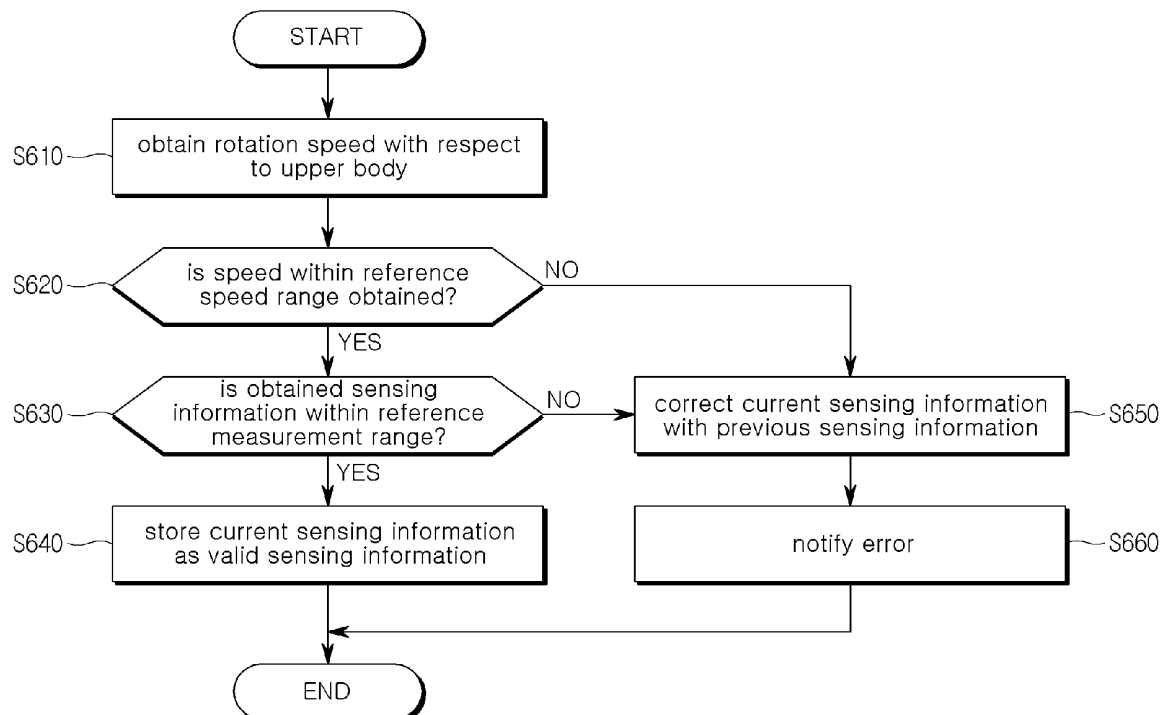 START
S610
obtain rotation speed with respect
to upper body
S620
is speed within reference
speed range obtained?
NO
YES
S630
is obtained sensing
information within reference
measurement range?
NO
correct current sensing information
with previous sensing information
S650
YES
S640
store current sensing information
as valid sensing information
notify error
S660
END